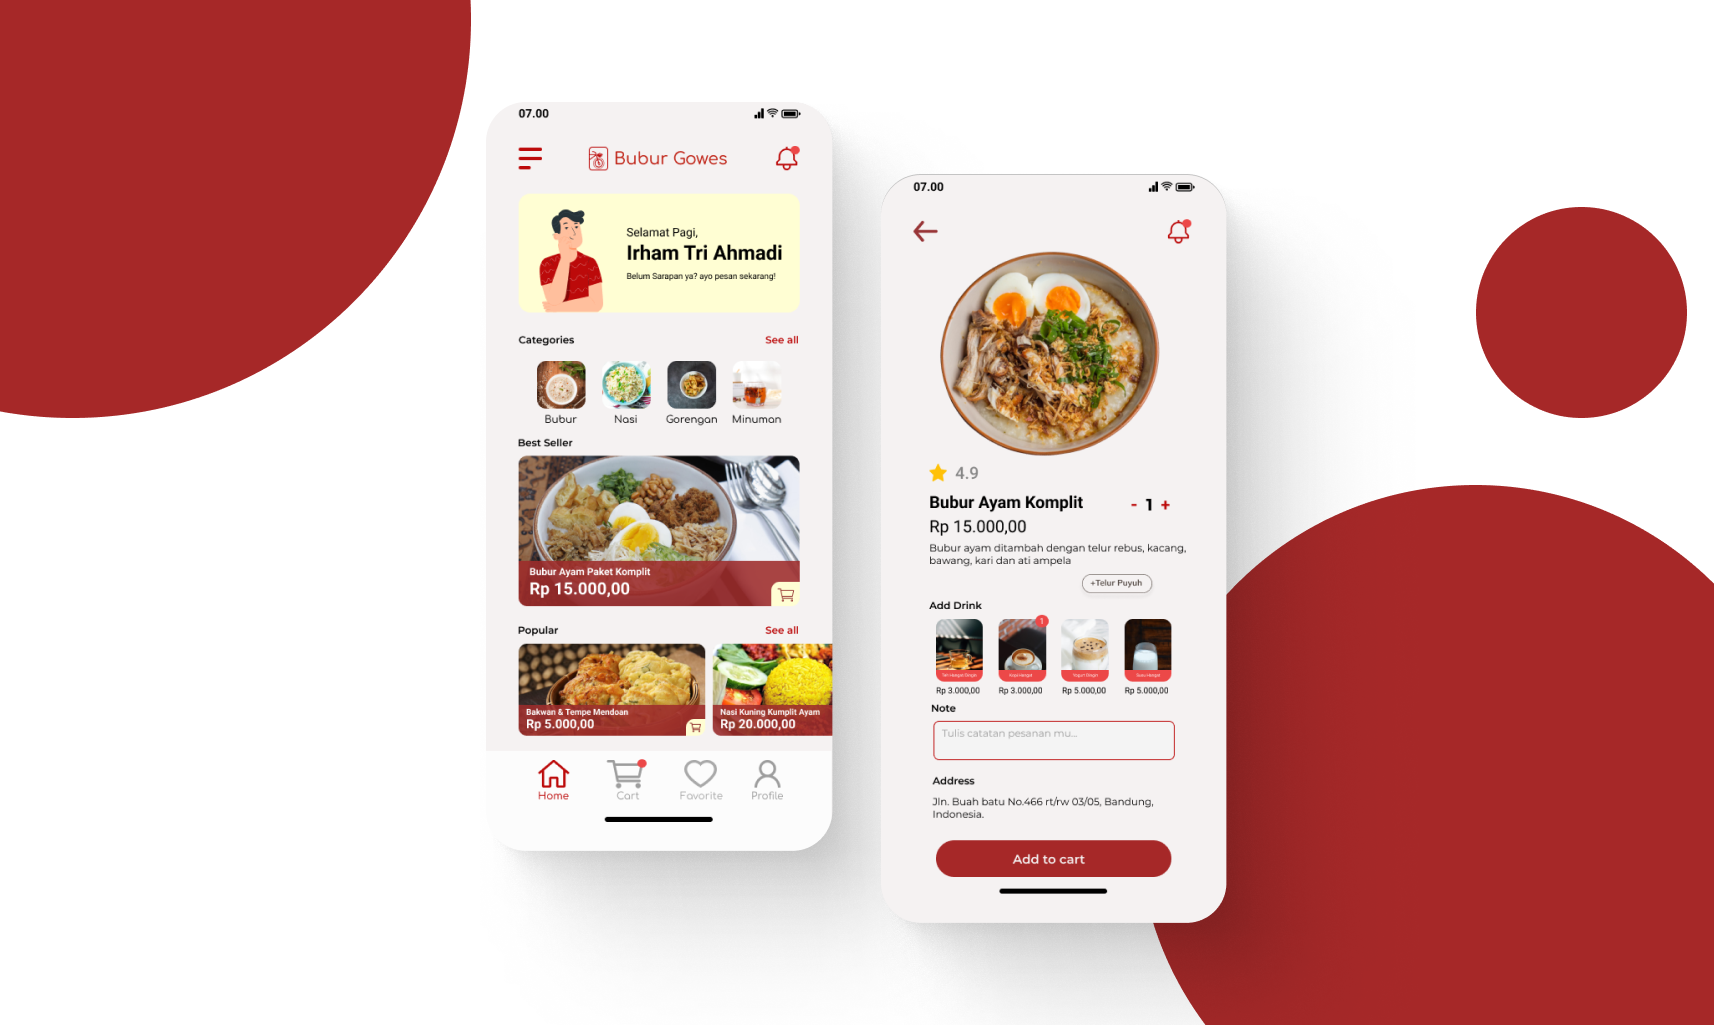 07.00
Bubur Gowes
Selamat Pagi,
Irham Tri Ahmadi
Belum Sarapan ya? ayo pesan sekarang!
Categories
See all
Bubur
Nasi
Gorengan
Minuman
Best Seller
Bubur Ayam Paket Komplit
Rp 15.000,00
Popular
See all
Bakwan & Tempe Mendoan
Rp 5.000,00
Nasi Kuning Kumplit Ayam
Rp 20.000,00
Home
Cart
Favorite
Profile
07.00
4.9
Bubur Ayam Komplit
- 1 +
Rp 15.000,00
Bubur ayam ditambah dengan telur rebus, kacang,
bawang, kari dan ati ampela
+Telur Puyuh
Add Drink
1
Rp 3.000,00
Rp 3.000,00
Rp 5.000,00
Rp 5.000,00
Note
Tulis catatan pesanan mu...
Address
Jln. Buah batu No.466 rt/rw 03/05, Bandung,
Indonesia.
Add to cart